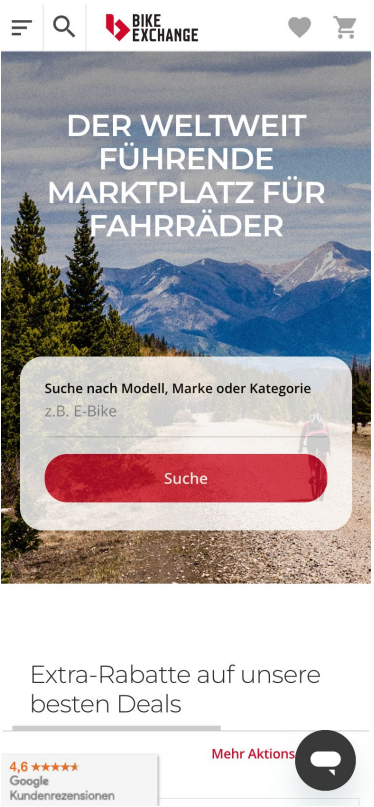 BIKE
EXCHANGE
DER WELTWEIT
FÜHRENDE
MARKTPLATZ FÜR
FAHRRÄDER
Suche nach Modell, Marke oder Kategorie
z.B. E-Bike
Suche
Extra-Rabatte auf unsere
besten Deals
Mehr Aktions
4,6 ★★★★★
Google
Kundenrezensionen